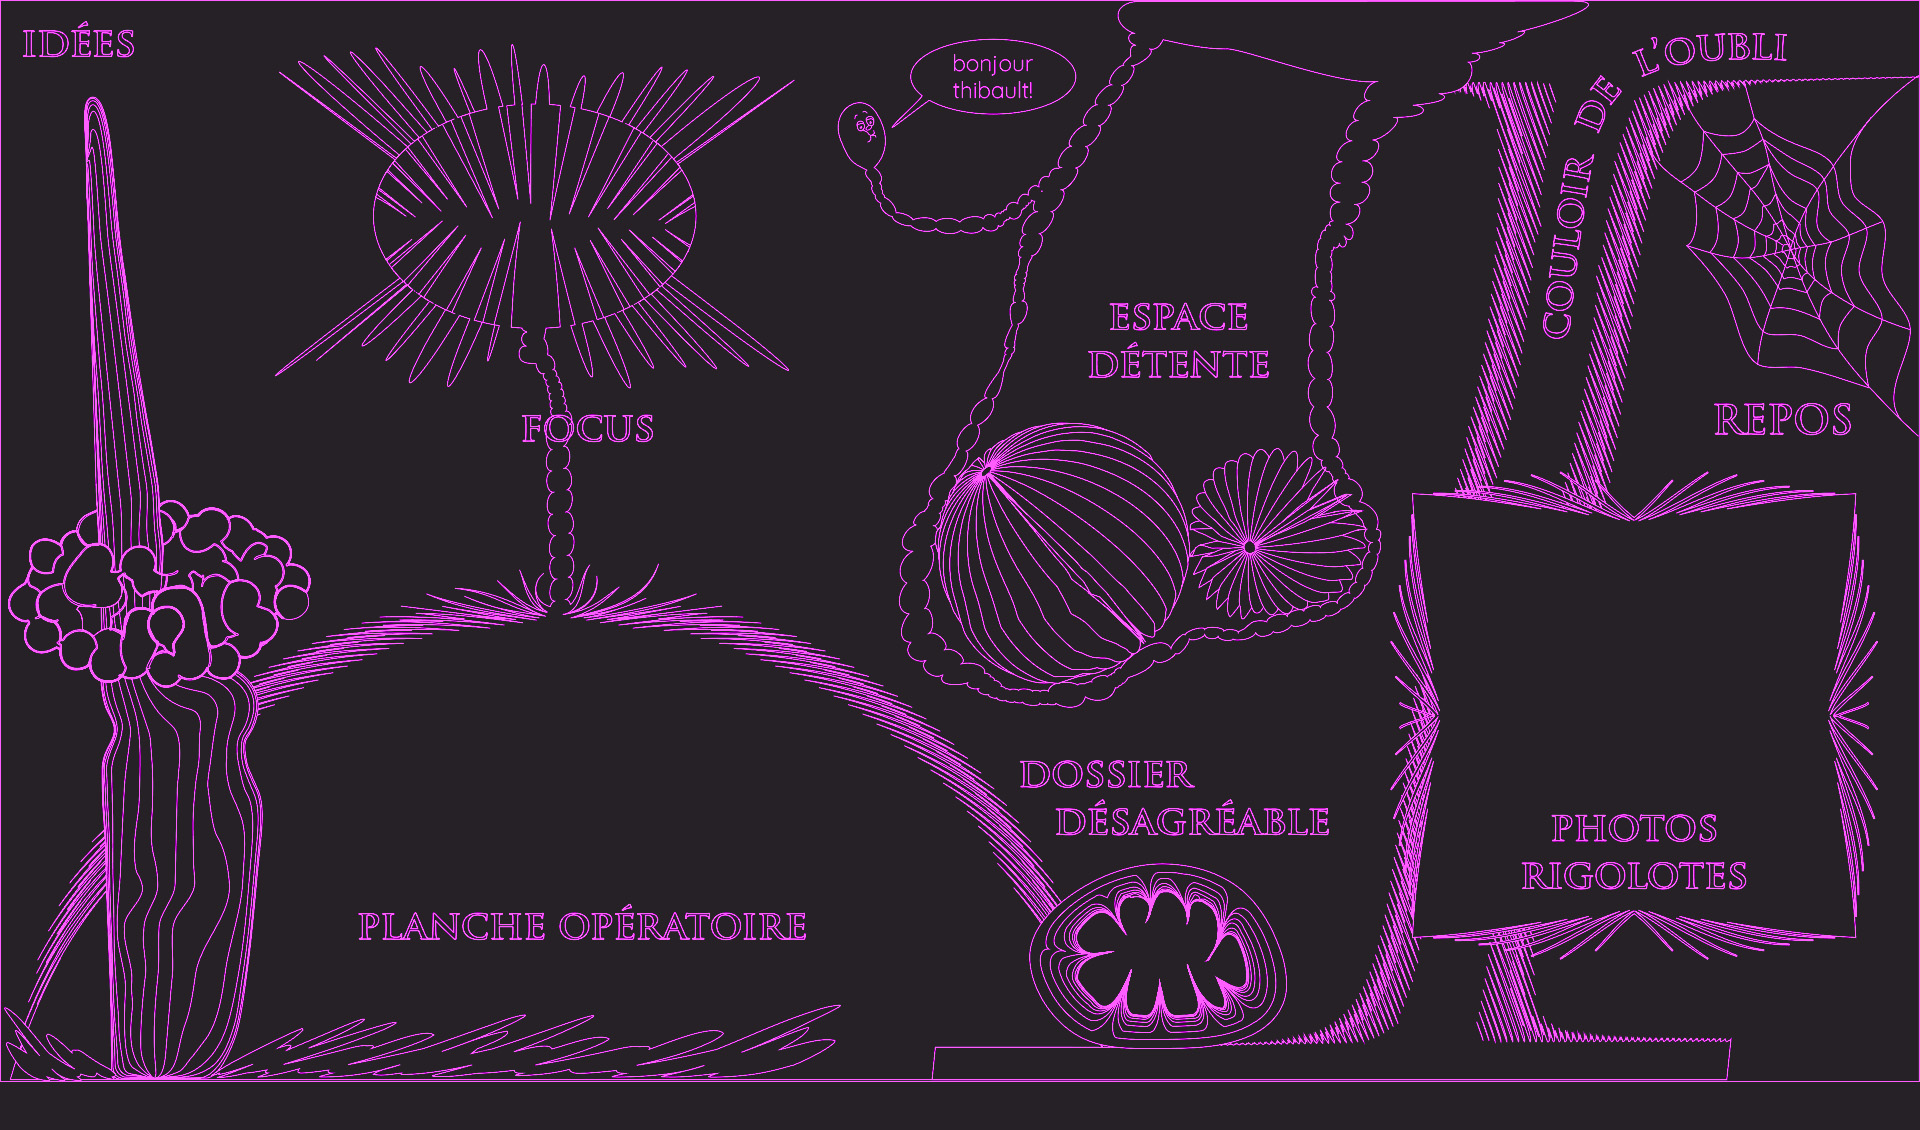 IDÉES
bonjour
thibault!
COULOIR DE L'OUBLI
ESPACE
DÉTENTE
FOCUS
REPOS
DOSSIER
DÉSAGRÉABLE
PHOTOS
RIGOLOTES
PLANCHE OPÉRATOIRE